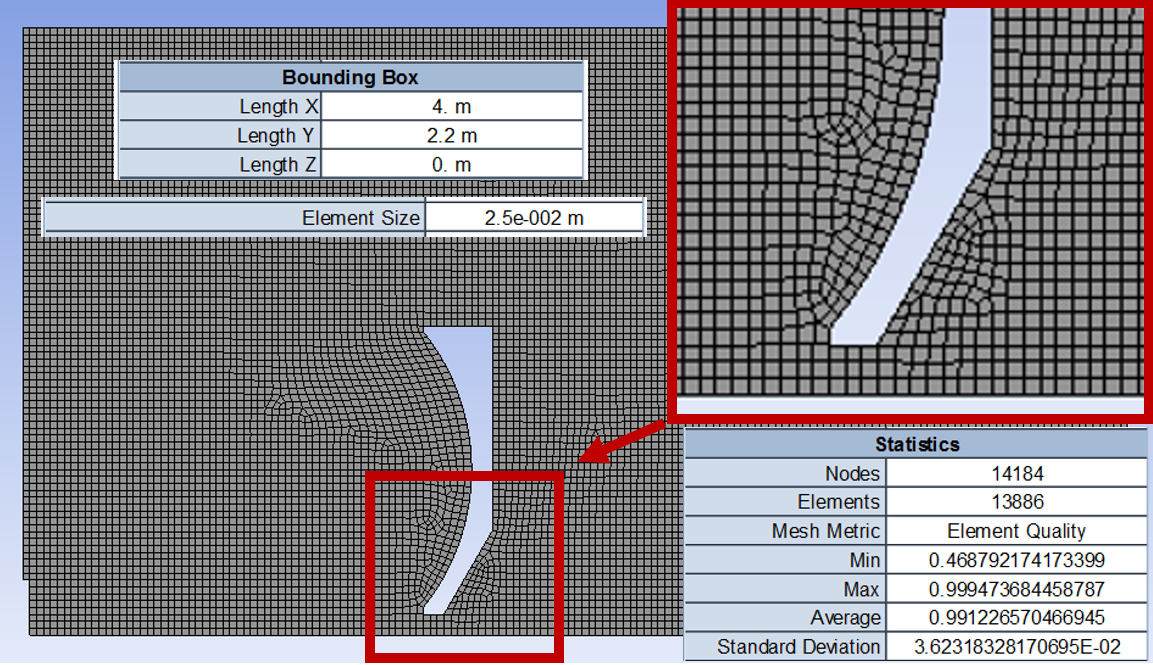 Bounding Box
Length X 4. m
Length Y 2.2 m
Length Z 0. m
Element Size 2.5e-002 m
Statistics
Nodes 14184
Elements 13886
Mesh Metric Element Quality
Min 0.468792174173399
Max 0.999473684458787
Average 0.991226570466945
Standard Deviation 3.62318328170695E-02